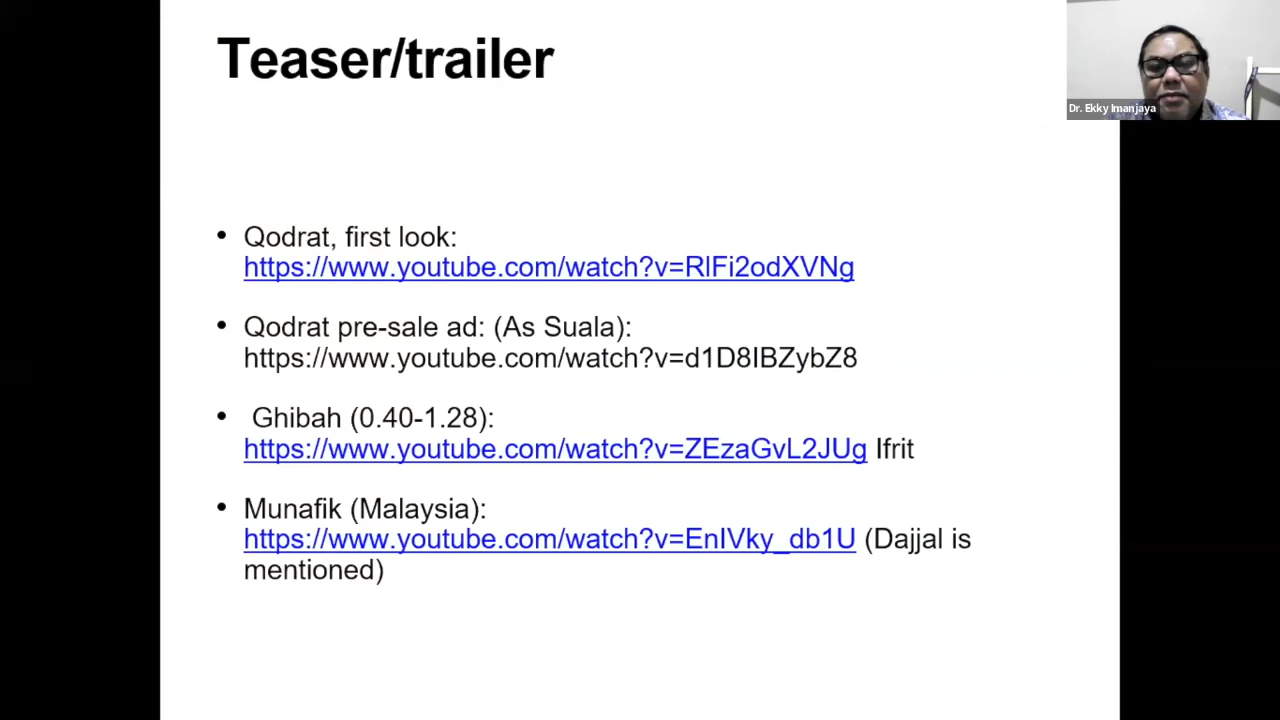 Teaser/trailer
Dr. Ekky Imanjaya
• Qodrat, first look:
https://www.youtube.com/watch?v=RlFi2odXVNg
• Qodrat pre-sale ad: (As Suala):
https://www.youtube.com/watch?v=d1D8IBZybZ8
• Ghibah (0.40-1.28):
https://www.youtube.com/watch?v=ZEzaGvL2JUg Ifrit
• Munafik (Malaysia):
https://www.youtube.com/watch?v=EnIVky_db1U (Dajjal is
mentioned)